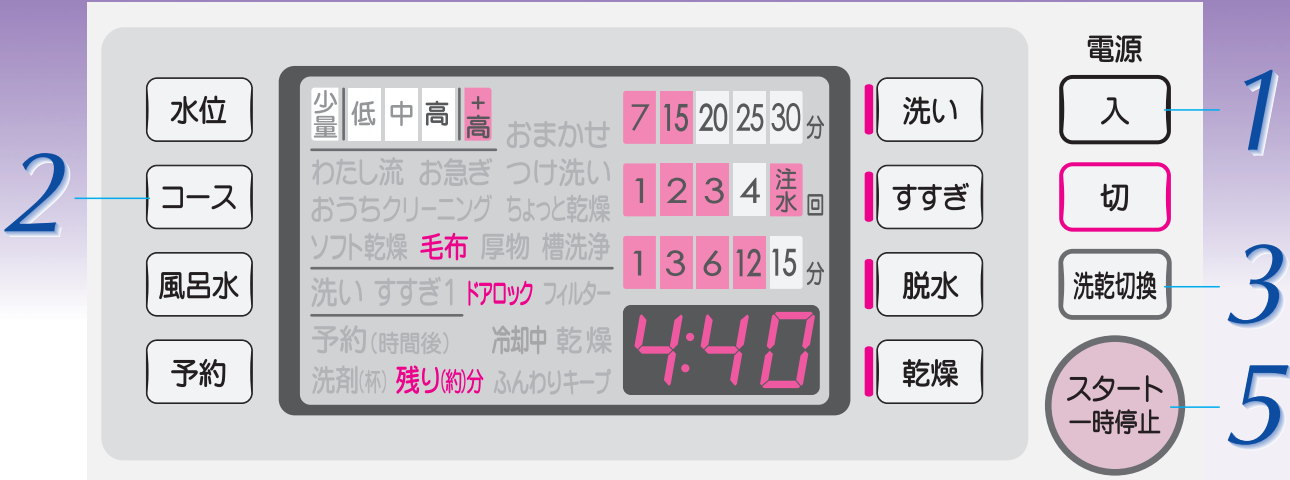 電源
水位
コース
風呂水
予約
少量 低 中 高 +高
おまかせ
わたし流 お急ぎ つけ洗い
おうちクリーニング ちょっと乾燥
ソフト乾燥 毛布 厚物 槽洗浄
洗い すすぎ1 ドアロック フィルター
予約(時間後) 冷却中 乾燥
洗剤(杯) 残り(約)分 ふんわりキープ
7 15 20 25 30 分
1 2 3 4 注水 回
1 3 6 12 15 分
4:40
洗い
すすぎ
脱水
乾燥
入
切
洗乾切換
スタート
一時停止
1
2
3
5